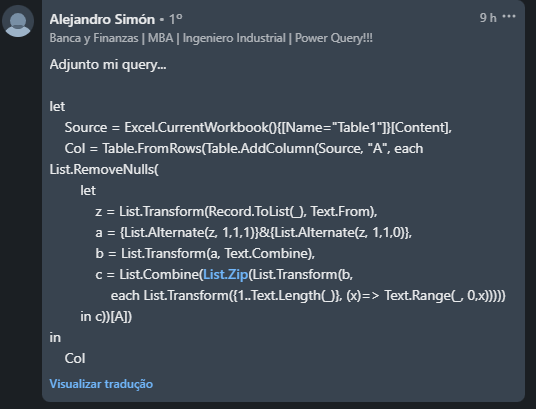 Alejandro Simón • 1º
9 h •••
Banca y Finanzas | MBA | Ingeniero Industrial | Power Query!!!
Adjunto mi query...
let
Source = Excel.CurrentWorkbook(){[Name="Table1"]}[Content],
Col = Table.FromRows(Table.AddColumn(Source, "A", each
List.RemoveNulls(
let
z = List.Transform(Record.ToList(_), Text.From),
a = {List.Alternate(z, 1,1,1)}&{List.Alternate(z, 1,1,0)},
b = List.Transform(a, Text.Combine),
c = List.Combine(List.Zip(List.Transform(b,
each List.Transform({1..Text.Length(_)}, (x)=> Text.Range(_, 0,x)))))
in c))[A])
in
Col
Visualizar tradução